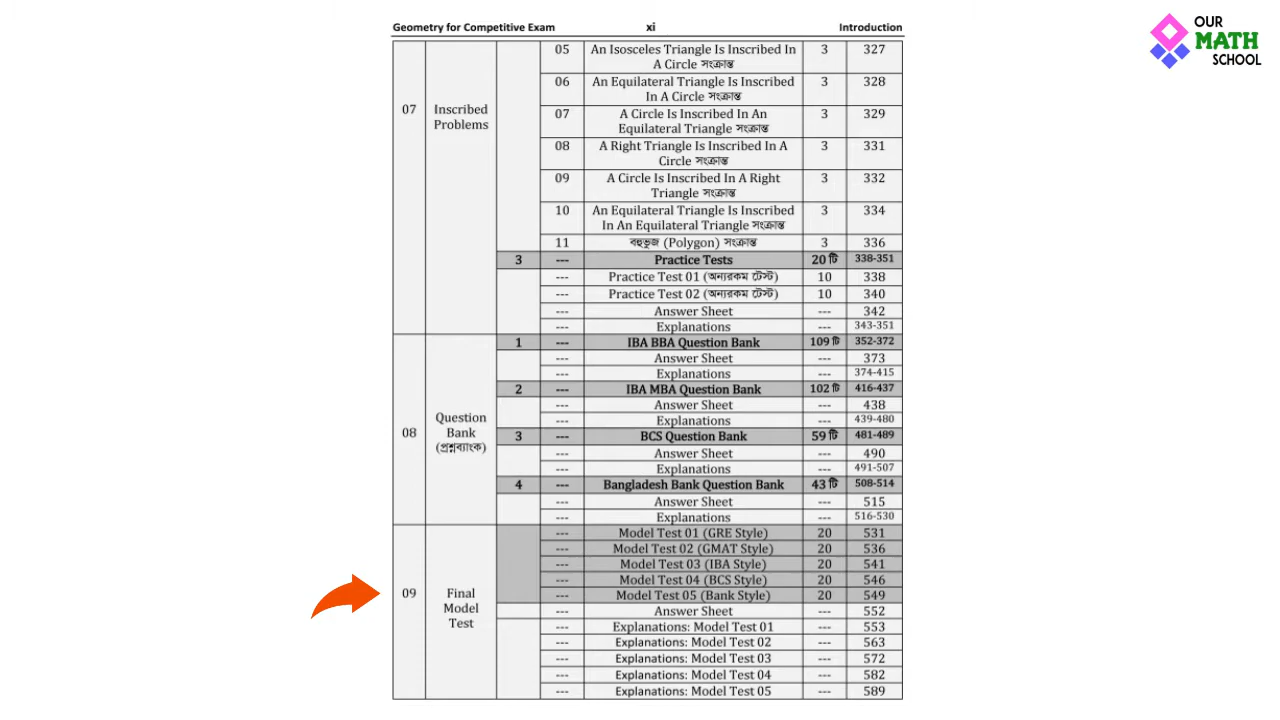 Geometry for Competitive Exam xi Introduction
OUR
MATH
SCHOOL
05 An Isosceles Triangle Is Inscribed In 3 327
A Circle সংক্রান্ত
06 An Equilateral Triangle Is Inscribed 3 328
In A Circle সংক্রান্ত
07 Inscribed 07 A Circle Is Inscribed In An 3 329
Problems Equilateral Triangle সংক্রান্ত
08 A Right Triangle Is Inscribed In A 3 331
Circle সংক্রান্ত
09 A Circle Is Inscribed In A Right 3 332
Triangle সংক্রান্ত
10 An Equilateral Triangle Is Inscribed 3 334
In An Equilateral Triangle সংক্রান্ত
11 বহুভুজ (Polygon) সংক্রান্ত 3 336
3 --- Practice Tests 20 টি 338-351
--- Practice Test 01 (অন্যরকম টেস্ট) 10 338
--- Practice Test 02 (অন্যরকম টেস্ট) 10 340
--- Answer Sheet --- 342
--- Explanations --- 343-351
1 --- IBA BBA Question Bank 109 টি 352-372
--- Answer Sheet --- 373
--- Explanations --- 374-415
2 --- IBA MBA Question Bank 102 টি 416-437
--- Answer Sheet --- 438
Question --- Explanations --- 439-480
08 Bank 3 --- BCS Question Bank 59 টি 481-489
(প্রশ্নব্যাংক) --- Answer Sheet --- 490
--- Explanations --- 491-507
4 --- Bangladesh Bank Question Bank 43 টি 508-514
--- Answer Sheet --- 515
--- Explanations --- 516-530
--- Model Test 01 (GRE Style) 20 531
--- Model Test 02 (GMAT Style) 20 536
--- Model Test 03 (IBA Style) 20 541
--- Model Test 04 (BCS Style) 20 546
09 Final --- Model Test 05 (Bank Style) 20 549
Model --- Answer Sheet --- 552
Test --- Explanations: Model Test 01 --- 553
--- Explanations: Model Test 02 --- 563
--- Explanations: Model Test 03 --- 572
--- Explanations: Model Test 04 --- 582
--- Explanations: Model Test 05 --- 589